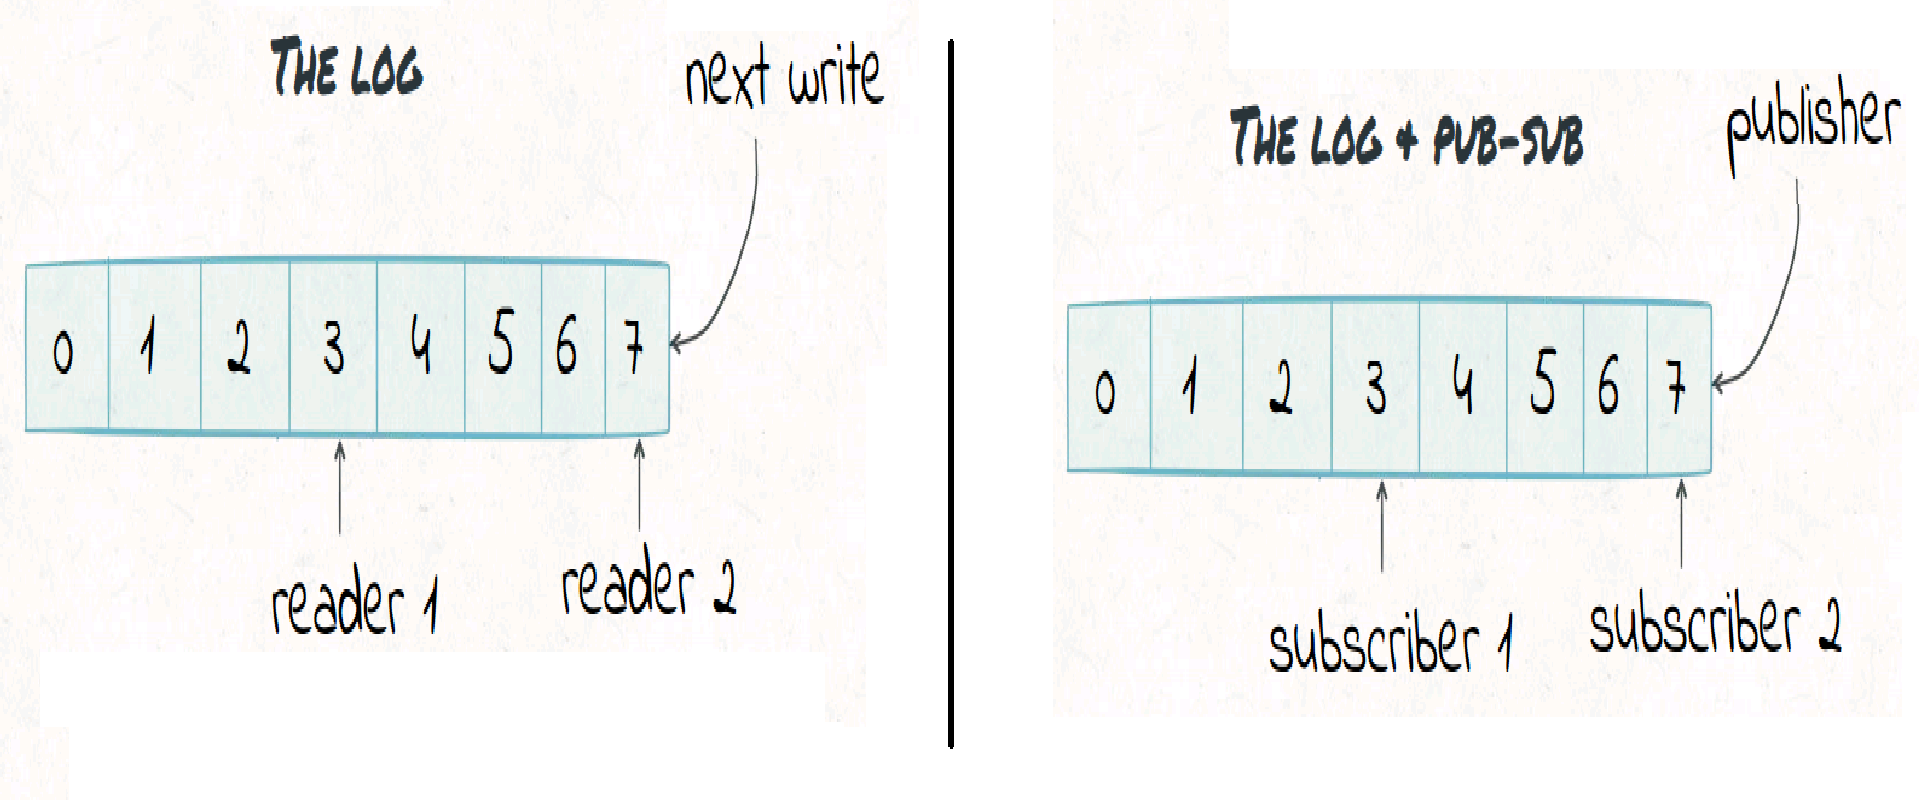 THE LOG
next write
0 1 2 3 4 5 6 7
reader 1
reader 2
THE LOG & PUB-SUB
publisher
0 1 2 3 4 5 6 7
subscriber 1
subscriber 2